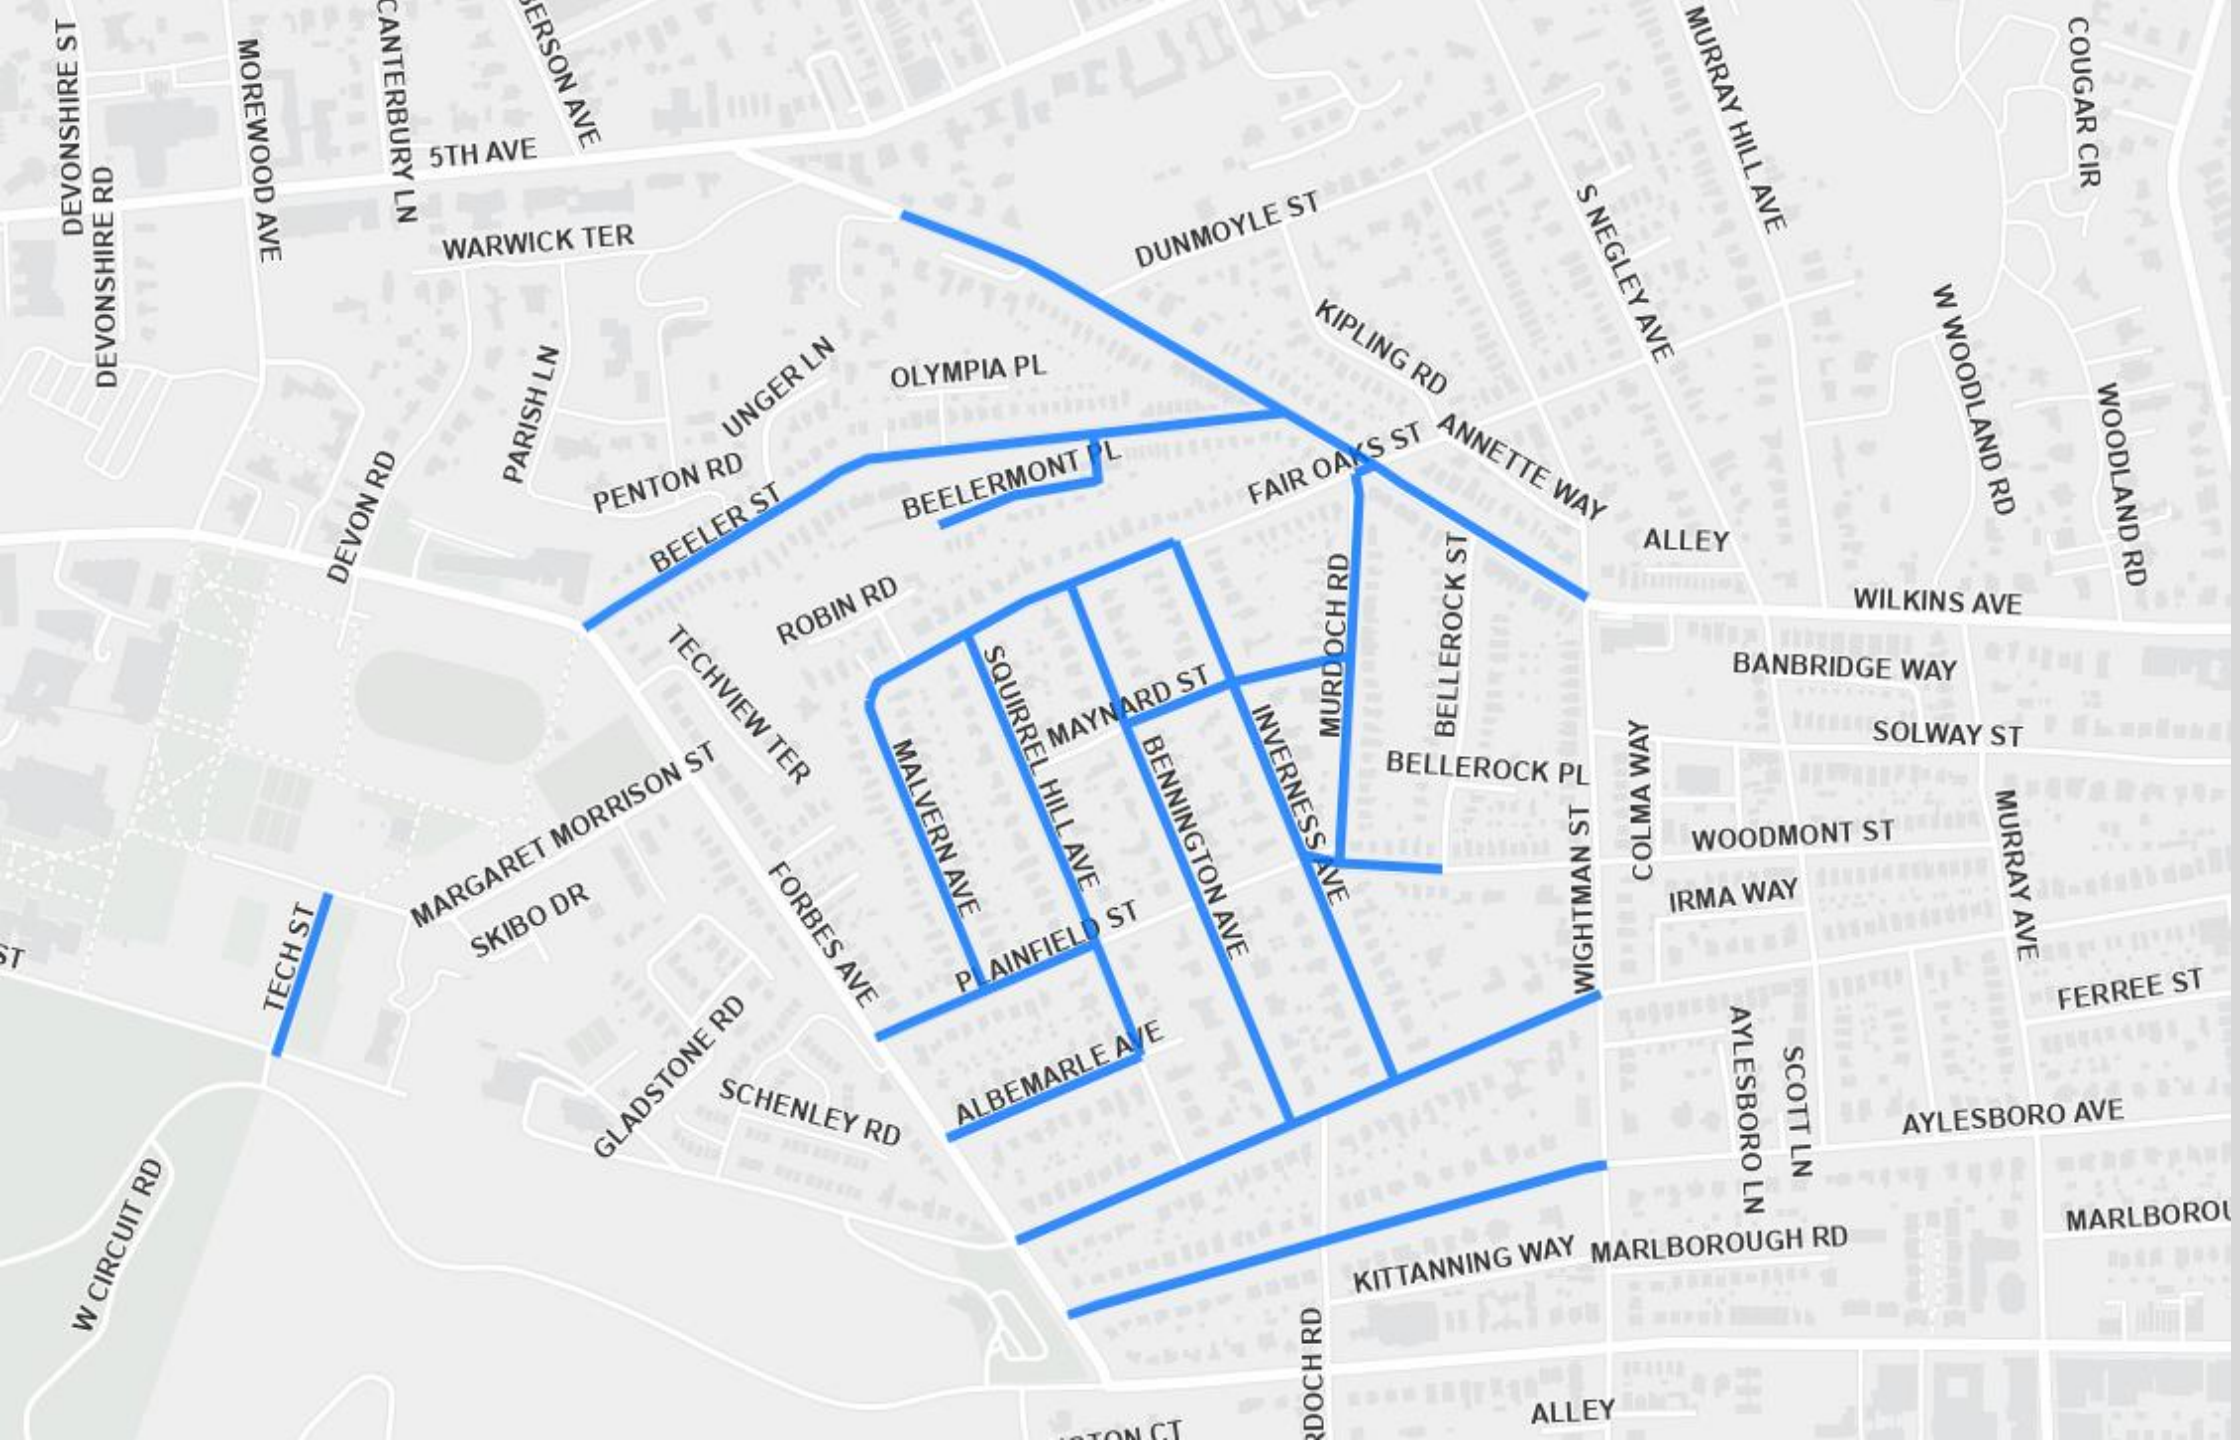 DEVONSHIRE ST
MOREWOOD AVE
CANTERBURY LN
ERSON AVE
MURRAY HILL AVE
COUGAR CIR
5TH AVE
DEVONSHIRE RD
WARWICK TER
DUNMOYLE ST
S NEGLEY AVE
KIPLING RD
W WOODLAND RD
PARISH LN
UNGER LN
OLYMPIA PL
WOODLAND RD
PENTON RD
BEELER ST
BEELERMONT PL
FAIR OAKS ST
ANNETTE WAY
DEVON RD
ALLEY
ROBIN RD
MURDOCH RD
BELLEROCK ST
WILKINS AVE
TECHVIEW TER
SQUIRREL HILL AVE
MAYNARD ST
BANBRIDGE WAY
INVERNESS AVE
SOLWAY ST
MALVERN AVE
BENNINGTON AVE
BELLEROCK PL
COLMA WAY
MARGARET MORRISON ST
WIGHTMAN ST
WOODMONT ST
MURRAY AVE
FORBES AVE
SKIBO DR
IRMA WAY
PLAINFIELD ST
TECH ST
ST
FERREE ST
GLADSTONE RD
ALBEMARLE AVE
AYLESBORO LN
SCOTT LN
SCHENLEY RD
AYLESBORO AVE
W CIRCUIT RD
MARLBOROU
KITTANNING WAY
MARLBOROUGH RD
RDOCH RD
ALLEY
TON CT